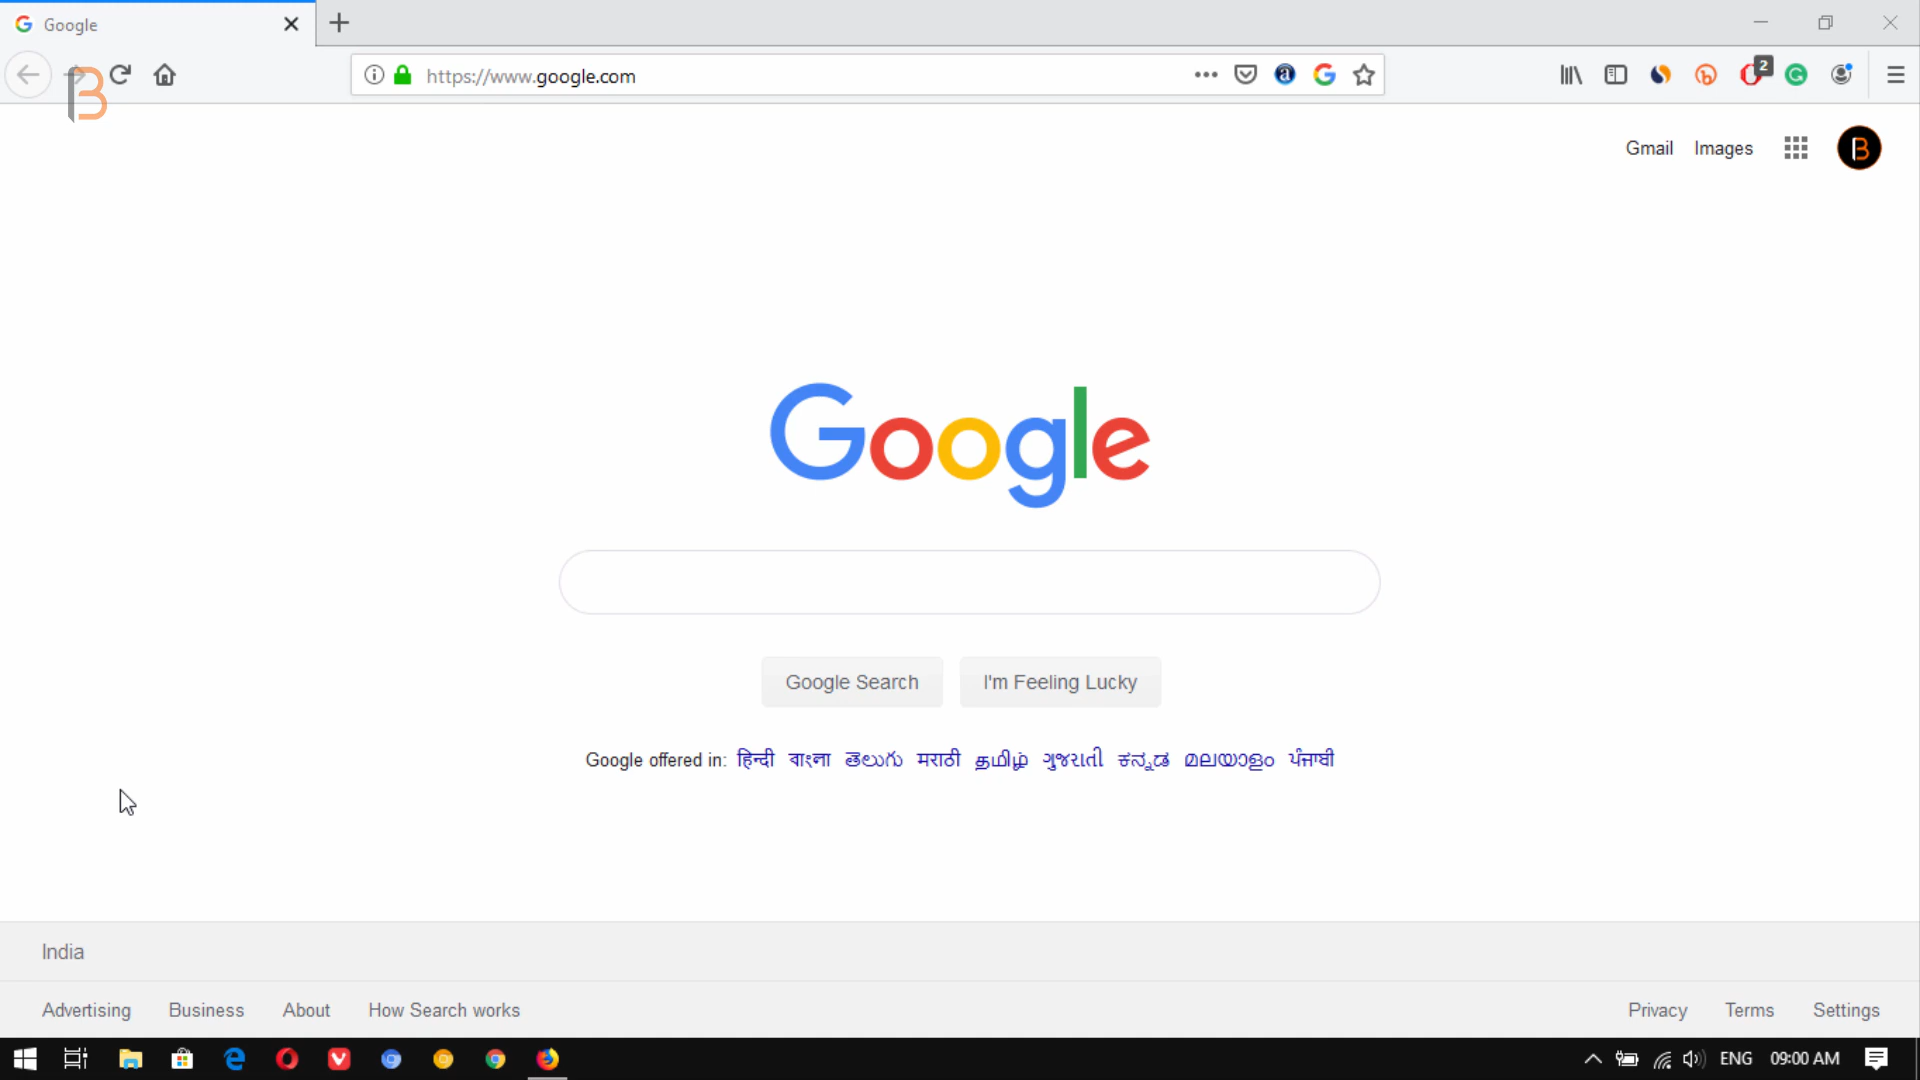 Google
https://www.google.com
2
Gmail Images
Google
Google Search I'm Feeling Lucky
Google offered in: हिन्दी বাংলা తెలుగు मराठी தமிழ் ગુજરાતી ಕನ್ನಡ മലയാളം ਪੰਜਾਬੀ
India
Advertising Business About How Search works Privacy Terms Settings
ENG 09:00 AM